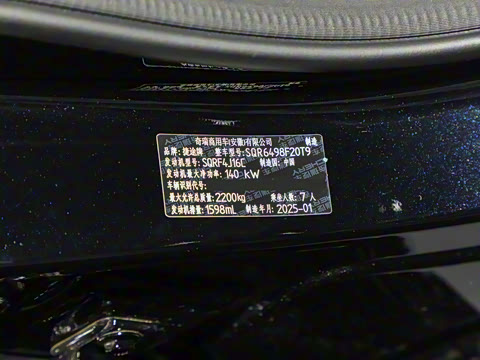 奇瑞商用车(安徽)有限公司 制造
品牌：捷途牌 整车型号：SQR6498F20T9
发动机型号：SQRF4J16C 制造国：中国
发动机最大净功率：140 kW
车辆识别代号：
最大允许总质量：2200kg 乘坐人数：7 人
发动机排量：1598mL 制造年月：2025-01